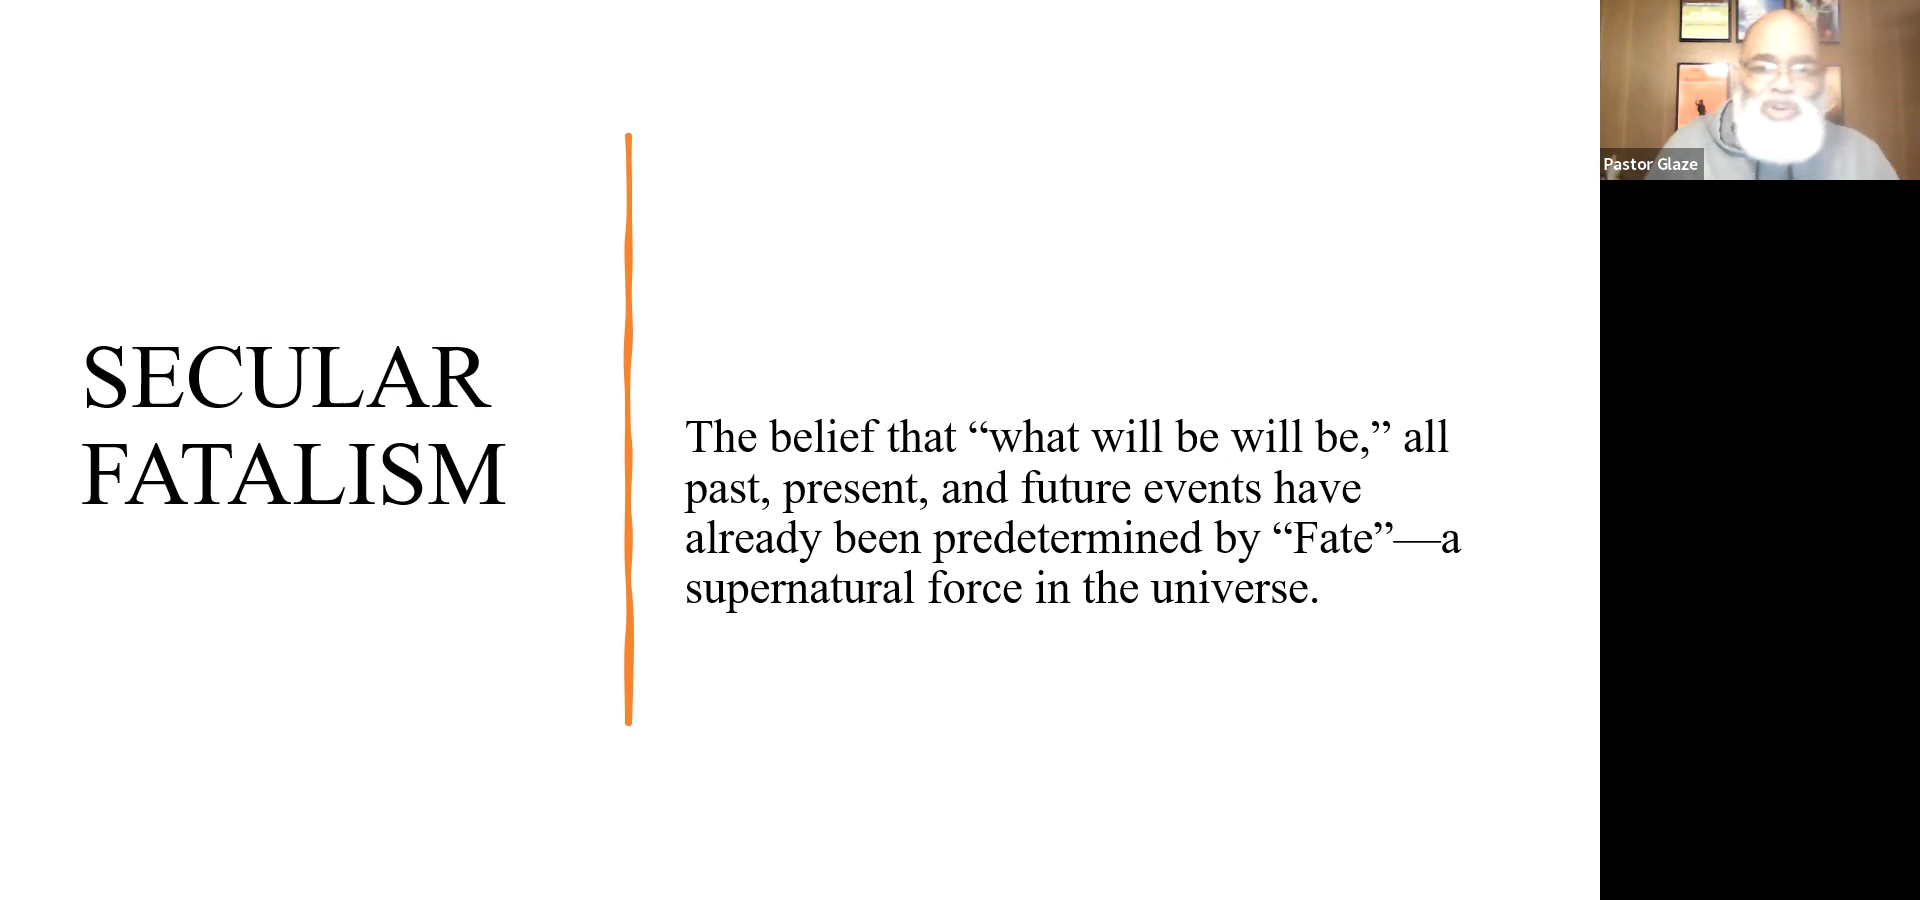 SECULAR
FATALISM
The belief that “what will be will be,” all
past, present, and future events have
already been predetermined by “Fate”—a
supernatural force in the universe.
Pastor Glaze